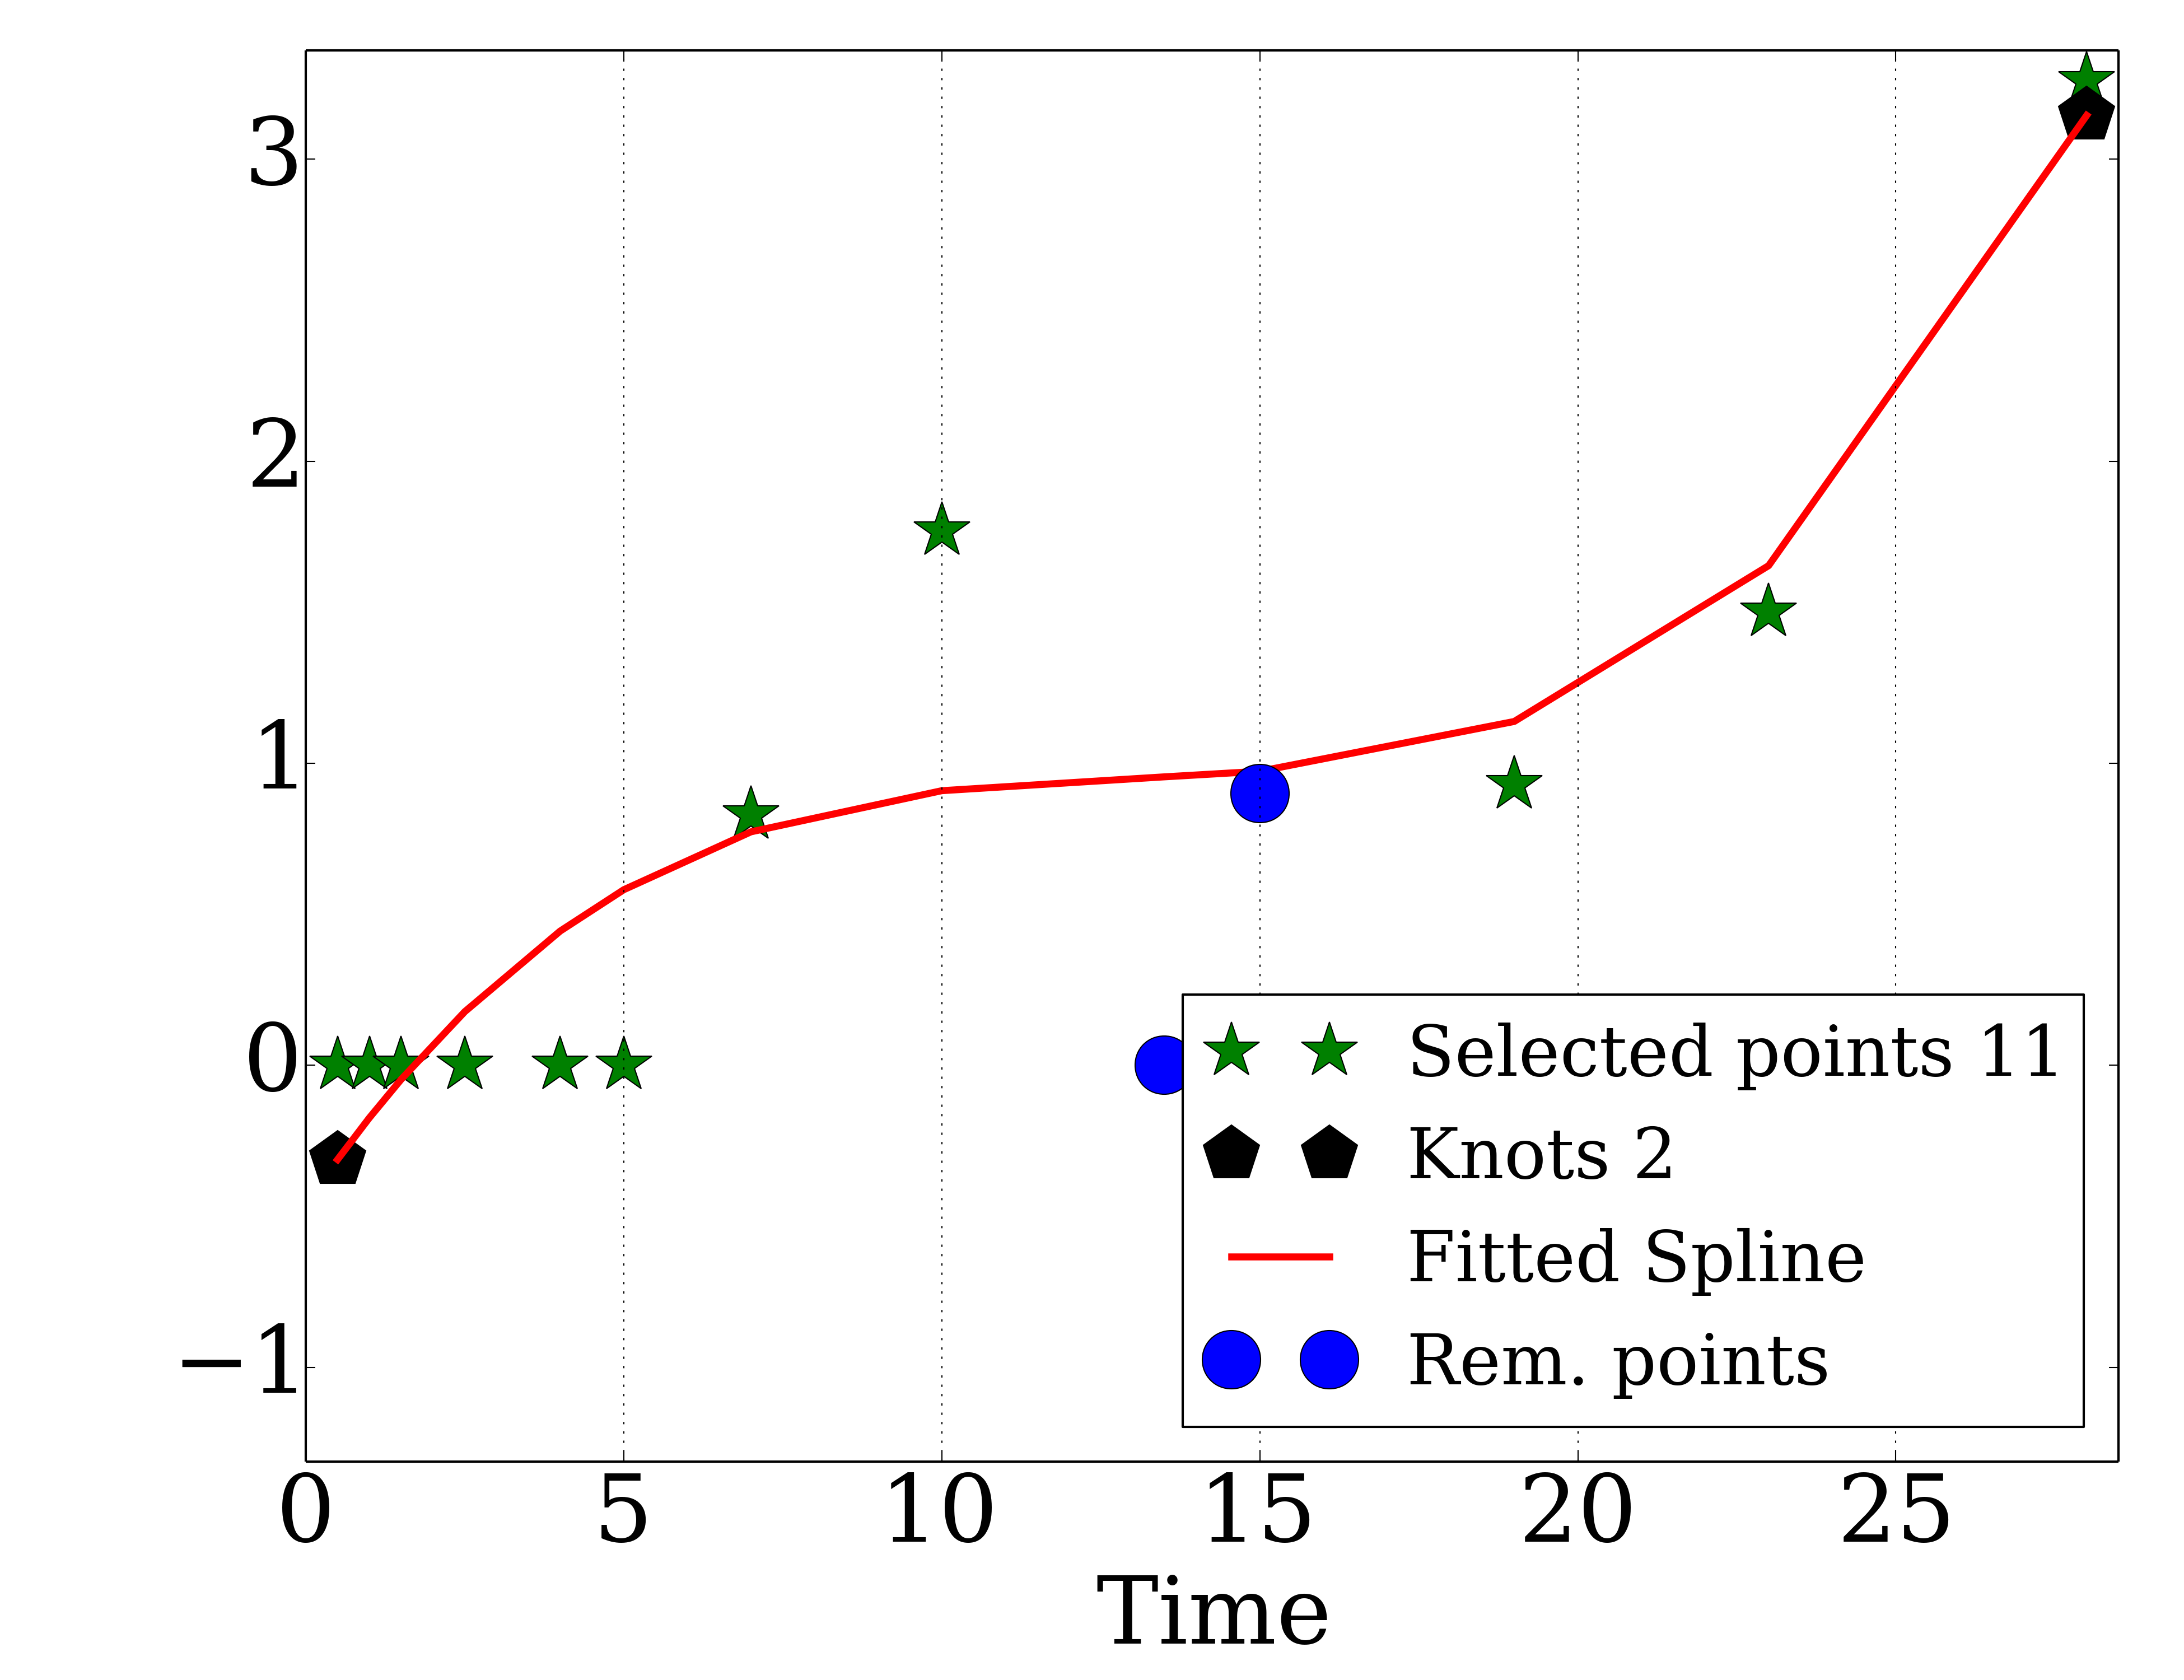 3
2
1
0
−1
Selected points 11
Knots 2
Fitted Spline
Rem. points
0 5 10 15 20 25
Time